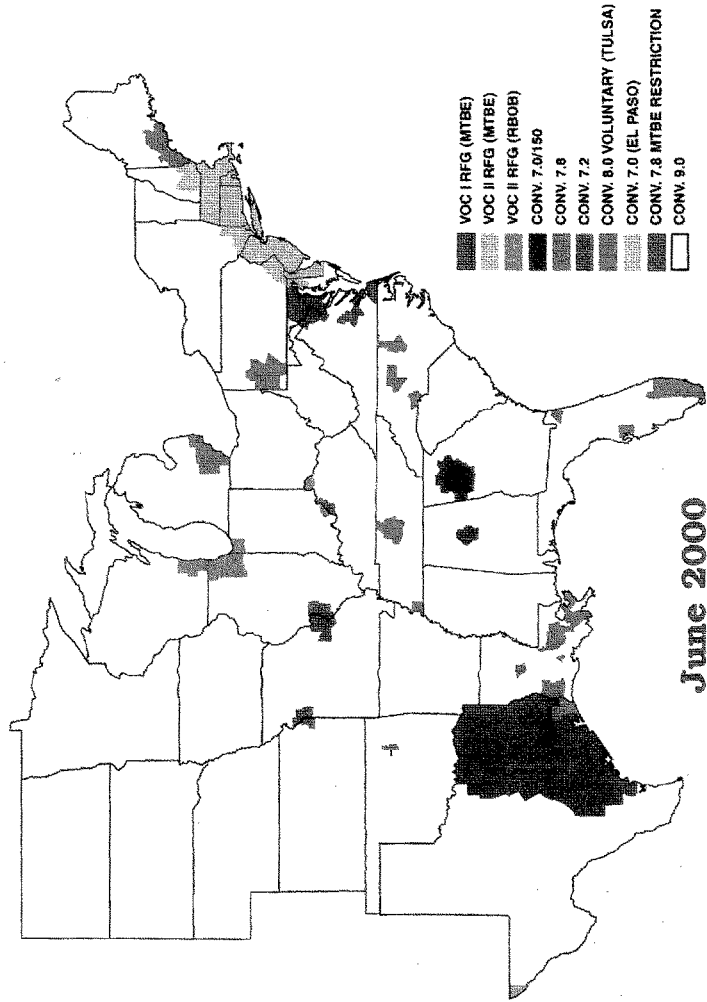 VOC I RFG (MTBE)
VOC II RFG (MTBE)
VOC II RFG (RBOB)
CONV. 7.0/150
CONV. 7.8
CONV. 7.2
CONV. 8.0 VOLUNTARY (TULSA)
CONV. 7.0 (EL PASO)
CONV. 7.8 MTBE RESTRICTION
CONV. 9.0
June 2000